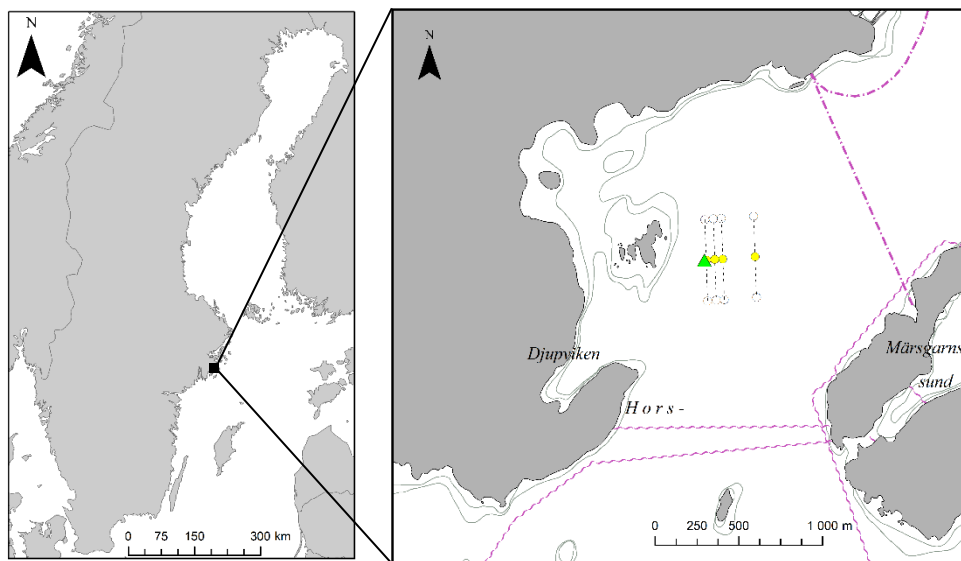 N
0 75 150 300 km
N
Djupviken
Hors-
Märsgarns
sund
0 250 500 1 000 m